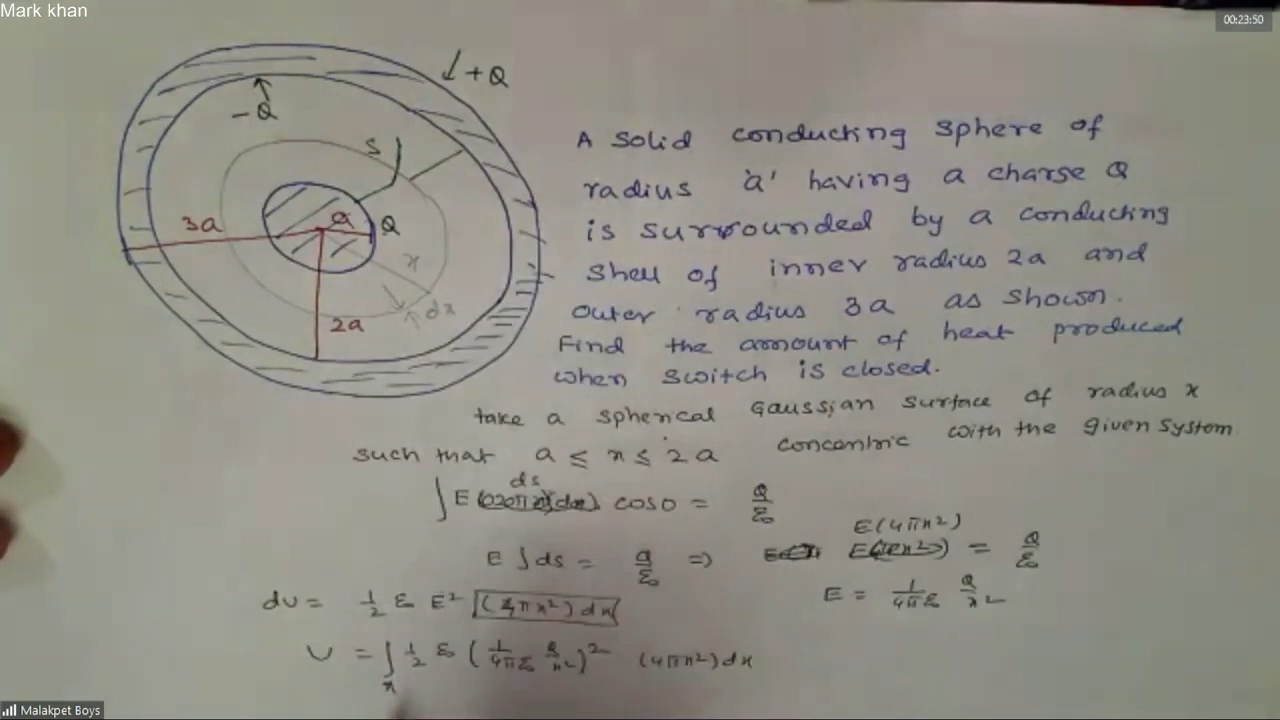 Mark khan
00:23:50
↓ +Q
-Q
S
3a
a
Q
x
dx
2a
A solid conducting sphere of
radius 'a' having a charge Q
is surrounded by a conducting
shell of inner radius 2a and
outer radius 3a as shown.
Find the amount of heat produced
when switch is closed.
take a spherical Gaussian surface of radius x
such that a ≤ x ≤ 2a concentric with the given system
∫ E ds cos0 = Q/ε₀
E ∫ds = q/ε₀ ⇒ E(4πx²) = Q/ε₀
E = 1/4πε₀ Q/x²
dU = 1/2 ε₀ E² (4πx²) dx
U = ∫x 1/2 ε₀ (1/4πε₀ Q/x²)² (4πx²) dx
Malakpet Boys